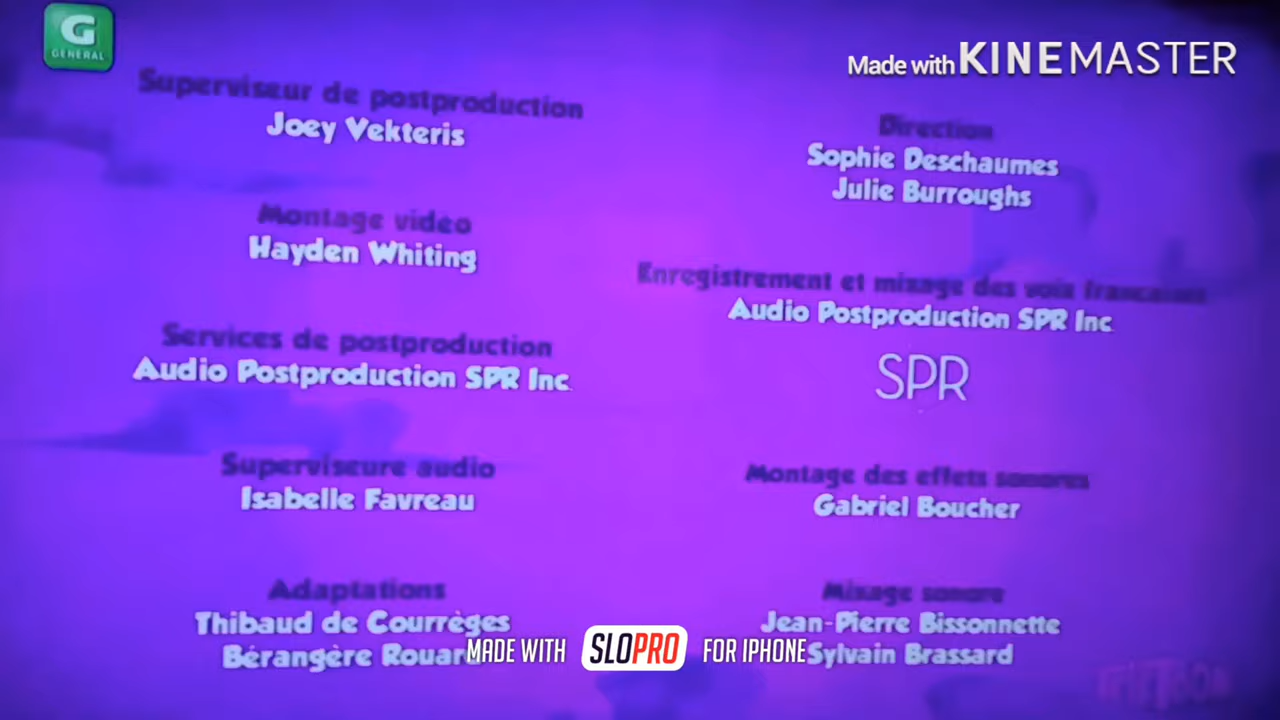 G
GENERAL
Made with KINEMASTER
Superviseur de postproduction
Joey Vekteris
Montage video
Hayden Whiting
Services de postproduction
Audio Postproduction SPR Inc.
Superviseure audio
Isabelle Favreau
Adaptations
Thibaud de Courrèges
Bérangère Rouard
Direction
Sophie Deschaumes
Julie Burroughs
Enregistrement et mixage des voix francaises
Audio Postproduction SPR Inc
SPR
Montage des effets sonores
Gabriel Boucher
Mixage sonore
Jean-Pierre Bissonnette
Sylvain Brassard
MADE WITH SLOPRO FOR IPHONE